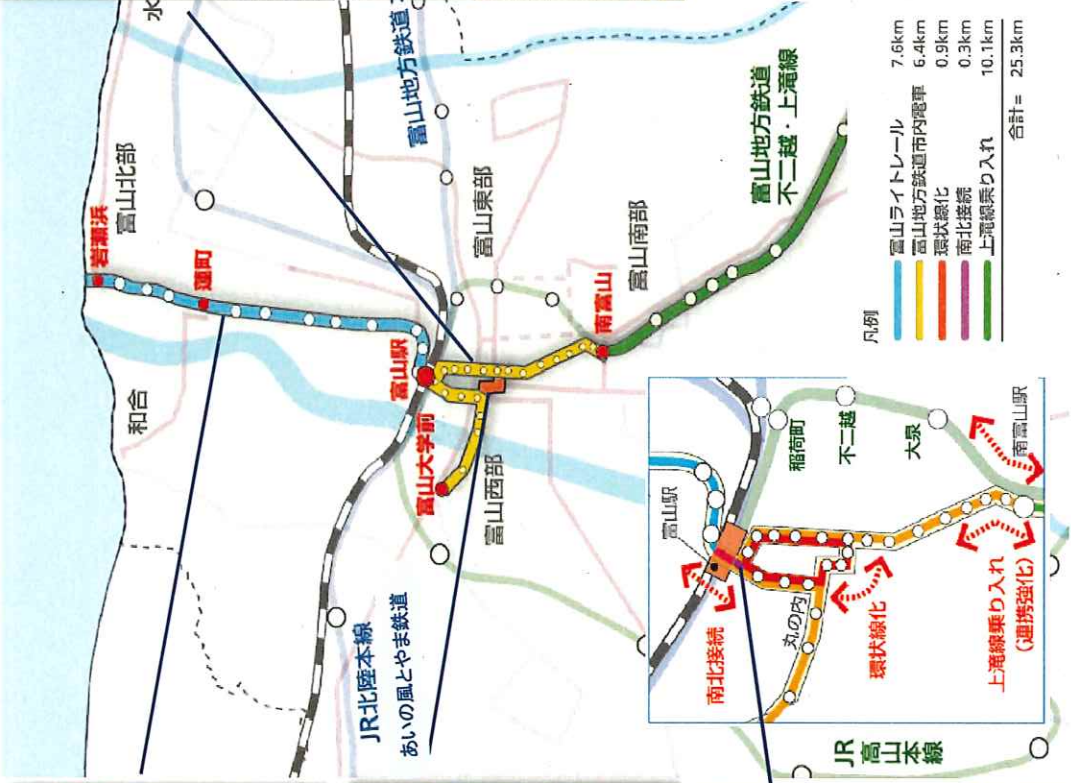 水
富山地方鉄道
岩瀬浜
富山北部
蓮町
和合
富山駅
富山大学前
富山東部
富山西部
南富山
富山南部
富山地方鉄道
不二越・上滝線
JR北陸本線
あいの風とやま鉄道
凡例
富山ライトレール 7.6km
富山地方鉄道市内電車 6.4km
環状線化 0.9km
南北接続 0.3km
上滝線乗り入れ 10.1km
合計= 25.3km
富山駅
南北接続
丸の内
環状線化
稲荷町
不二越
大泉
南富山駅
上滝線乗り入れ
(連携強化)
JR
高山本線